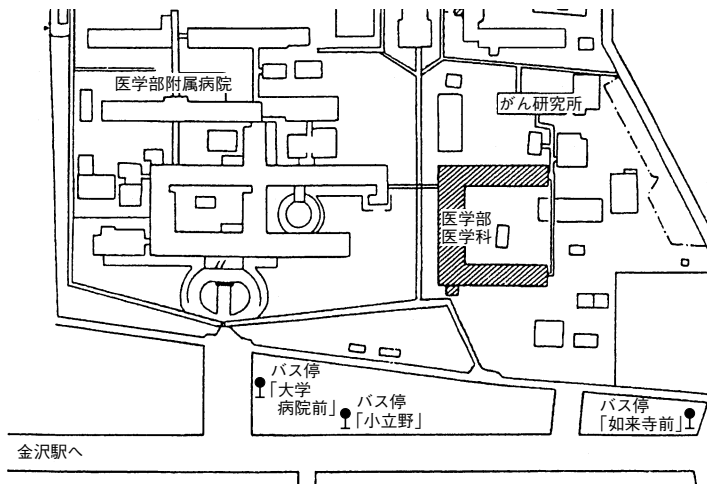 医学部附属病院
がん研究所
医学部
医学科
バス停
「大学
病院前」
バス停
「小立野」
バス停
「如来寺前」
金沢駅へ